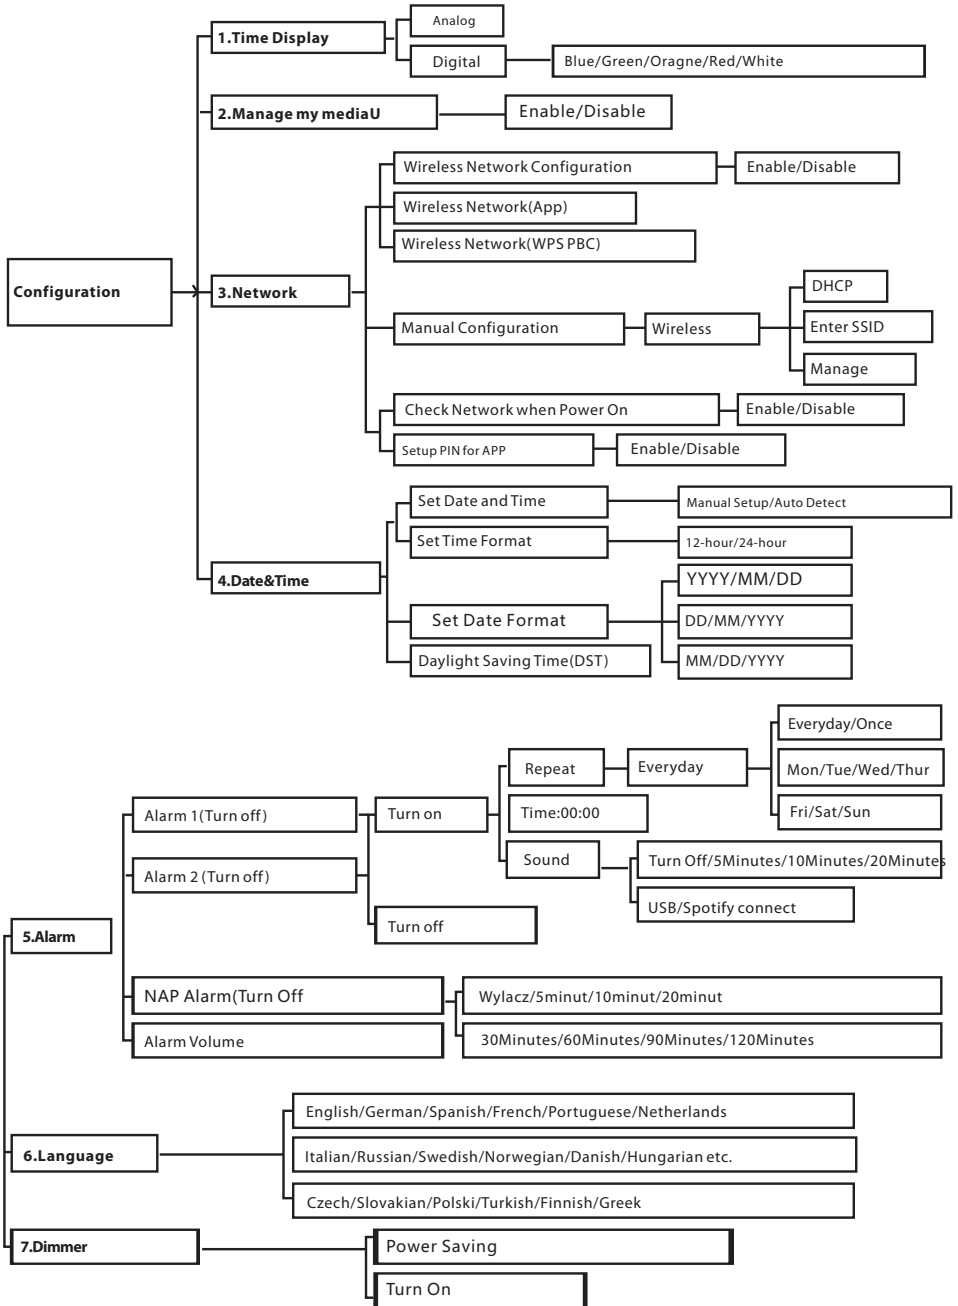 1.Time Display
Analog
Digital
Blue/Green/Oragne/Red/White
2.Manage my mediaU
Enable/Disable
Configuration
3.Network
Wireless Network Configuration
Enable/Disable
Wireless Network(App)
Wireless Network(WPS PBC)
Manual Configuration
Wireless
DHCP
Enter SSID
Manage
Check Network when Power On
Enable/Disable
Setup PIN for APP
Enable/Disable
4.Date&Time
Set Date and Time
Manual Setup/Auto Detect
Set Time Format
12-hour/24-hour
Set Date Format
YYYY/MM/DD
DD/MM/YYYY
MM/DD/YYYY
Daylight Saving Time(DST)
5.Alarm
Alarm 1(Turn off)
Alarm 2 (Turn off)
Turn on
Repeat
Everyday
Everyday/Once
Mon/Tue/Wed/Thur
Fri/Sat/Sun
Time:00:00
Sound
Turn Off/5Minutes/10Minutes/20Minutes
USB/Spotify connect
Turn off
NAP Alarm(Turn Off
Wylacz/5minut/10minut/20minut
30Minutes/60Minutes/90Minutes/120Minutes
Alarm Volume
6.Language
English/German/Spanish/French/Portuguese/Netherlands
Italian/Russian/Swedish/Norwegian/Danish/Hungarian etc.
Czech/Slovakian/Polski/Turkish/Finnish/Greek
7.Dimmer
Power Saving
Turn On